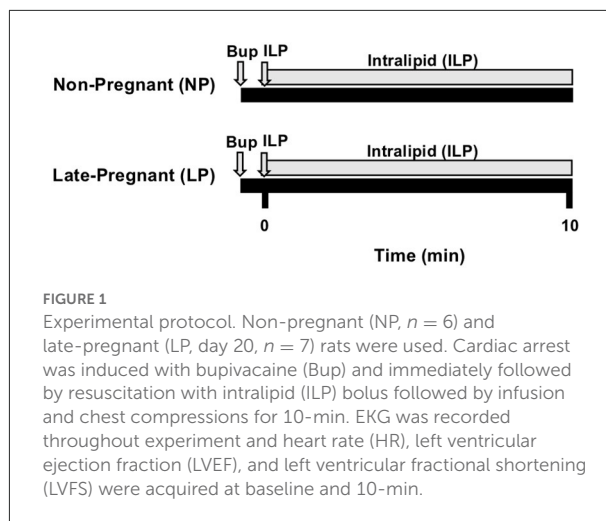 Bup ILP
Intralipid (ILP)
Non-Pregnant (NP)
Bup ILP
Intralipid (ILP)
Late-Pregnant (LP)
0 10
Time (min)
FIGURE 1
Experimental protocol. Non-pregnant (NP, n = 6) and
late-pregnant (LP, day 20, n = 7) rats were used. Cardiac arrest
was induced with bupivacaine (Bup) and immediately followed
by resuscitation with intralipid (ILP) bolus followed by infusion
and chest compressions for 10-min. EKG was recorded
throughout experiment and heart rate (HR), left ventricular
ejection fraction (LVEF), and left ventricular fractional shortening
(LVFS) were acquired at baseline and 10-min.